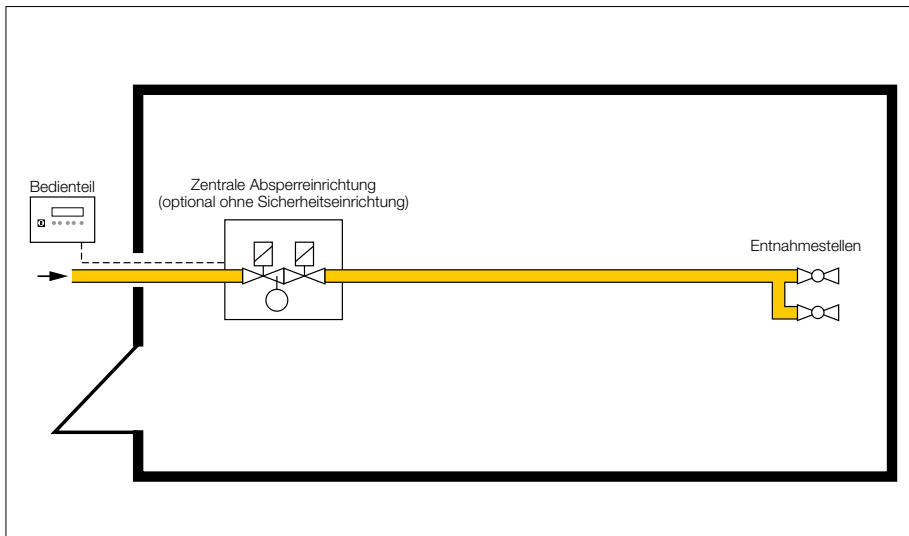 Bedienteil
Zentrale Absperreinrichtung
(optional ohne Sicherheitseinrichtung)
Entnahmestellen